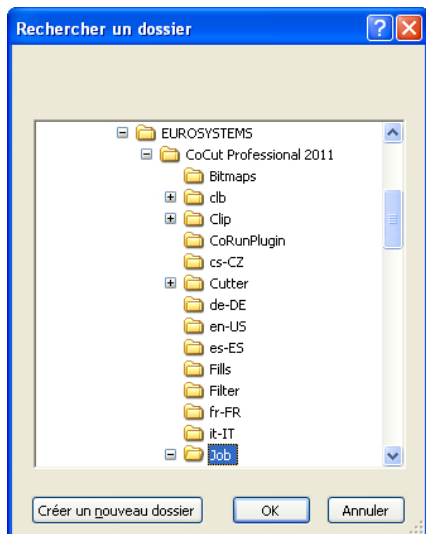 Rechercher un dossier
EUROSYSTEMS
CoCut Professional 2011
Bitmaps
clb
Clip
CoRunPlugin
cs-CZ
Cutter
de-DE
en-US
es-ES
Fills
Filter
fr-FR
it-IT
Job
Créer un nouveau dossier OK Annuler